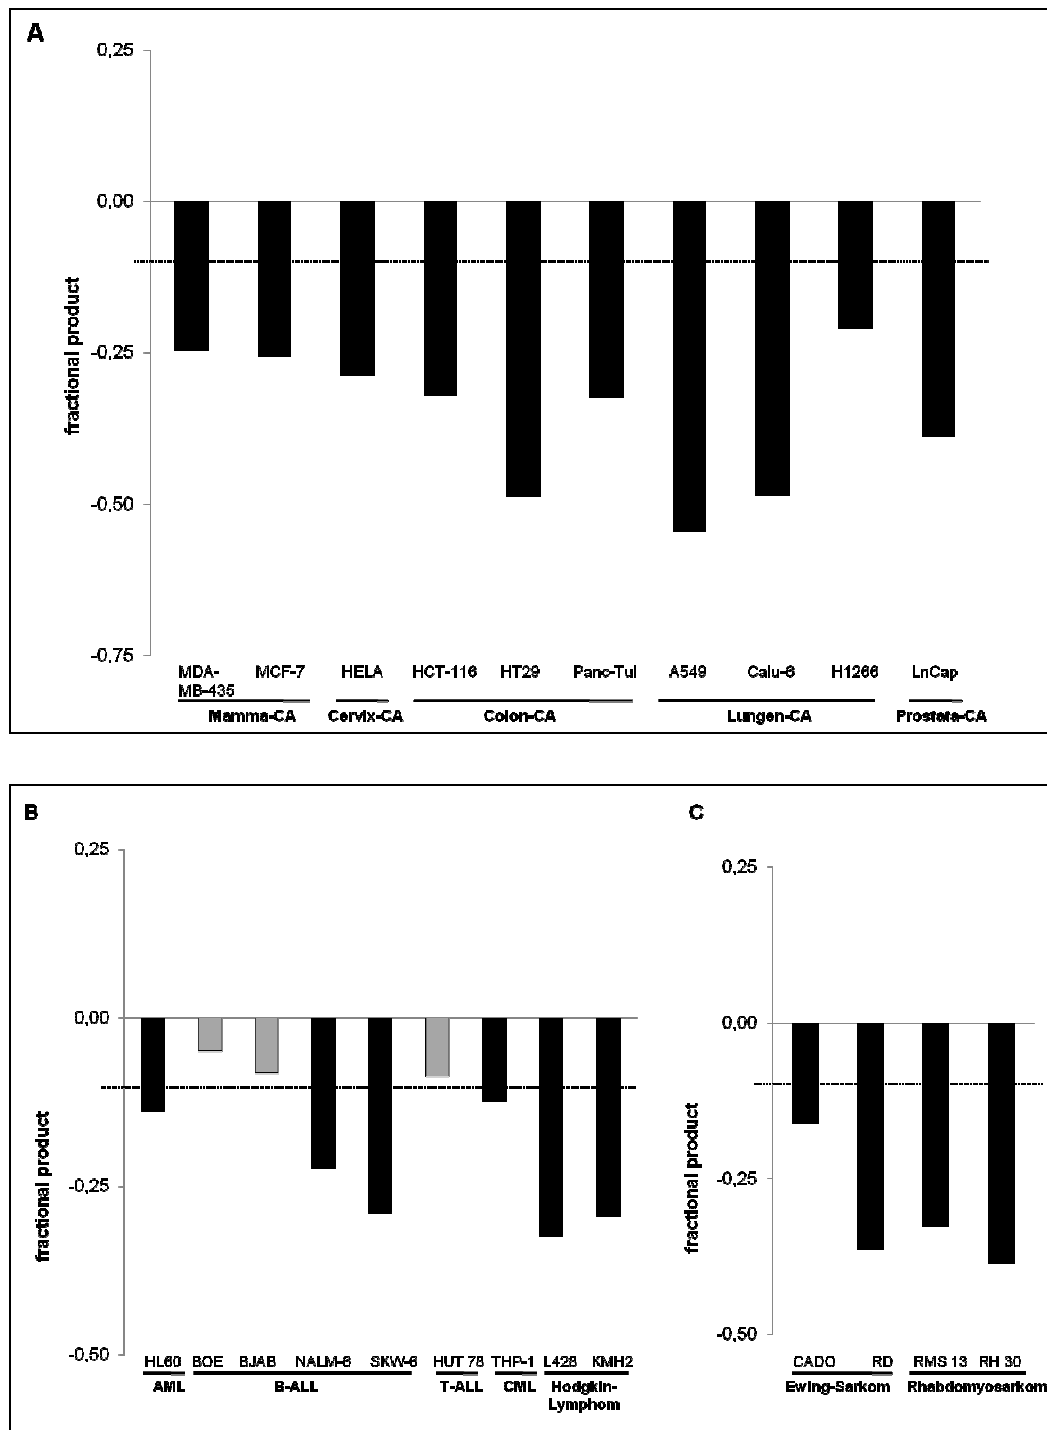 A
0,25
0,00
-0,25
-0,50
-0,75
fractional product
MDA- MCF-7 HELA HCT-116 HT29 Panc-Tul A549 Calu-6 H1266 LnCap
MB-435
Mamma-CA Cervix-CA Colon-CA Lungen-CA Prostata-CA
B
0,25
0,00
-0,25
-0,50
fractional product
HL60 BOE BJAB NALM-6 SKW-6 HUT 78 THP-1 L428 KMH2
AML B-ALL T-ALL CML Hodgkin-
Lymphom
C
0,25
0,00
-0,25
-0,50
fractional product
CADO RD RMS 13 RH 30
Ewing-Sarkom Rhabdomyosarkom